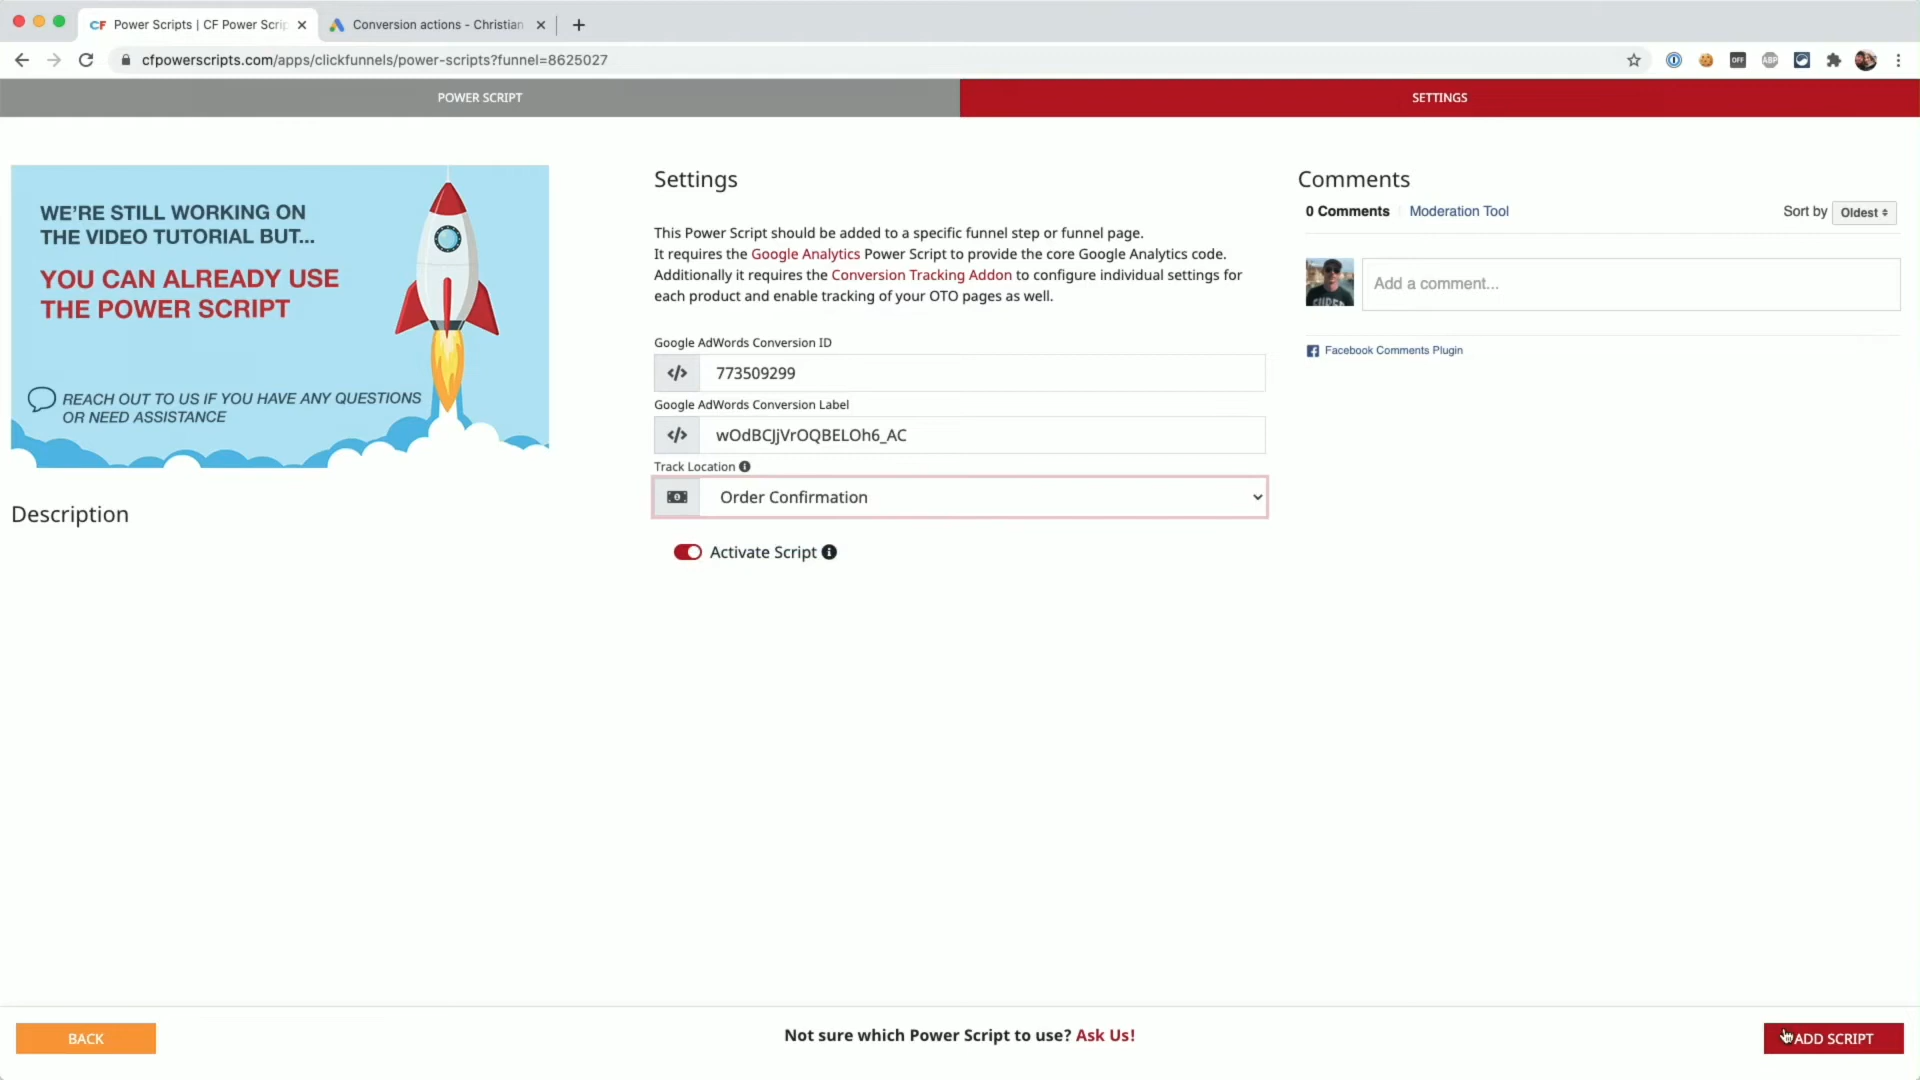 Power Scripts | CF Power Scrip
Conversion actions - Christian
cfpowerscripts.com/apps/clickfunnels/power-scripts?funnel=8625027
OFF
ABP
POWER SCRIPT
SETTINGS
WE'RE STILL WORKING ON
THE VIDEO TUTORIAL BUT...
YOU CAN ALREADY USE
THE POWER SCRIPT
REACH OUT TO US IF YOU HAVE ANY QUESTIONS
OR NEED ASSISTANCE
Description
Settings
This Power Script should be added to a specific funnel step or funnel page.
It requires the Google Analytics Power Script to provide the core Google Analytics code.
Additionally it requires the Conversion Tracking Addon to configure individual settings for
each product and enable tracking of your OTO pages as well.
Google AdWords Conversion ID
773509299
Google AdWords Conversion Label
wOdBCJjVrOQBELOh6_AC
Track Location
Order Confirmation
Activate Script
Comments
0 Comments
Moderation Tool
Sort by
Oldest
Add a comment...
Facebook Comments Plugin
BACK
Not sure which Power Script to use? Ask Us!
ADD SCRIPT